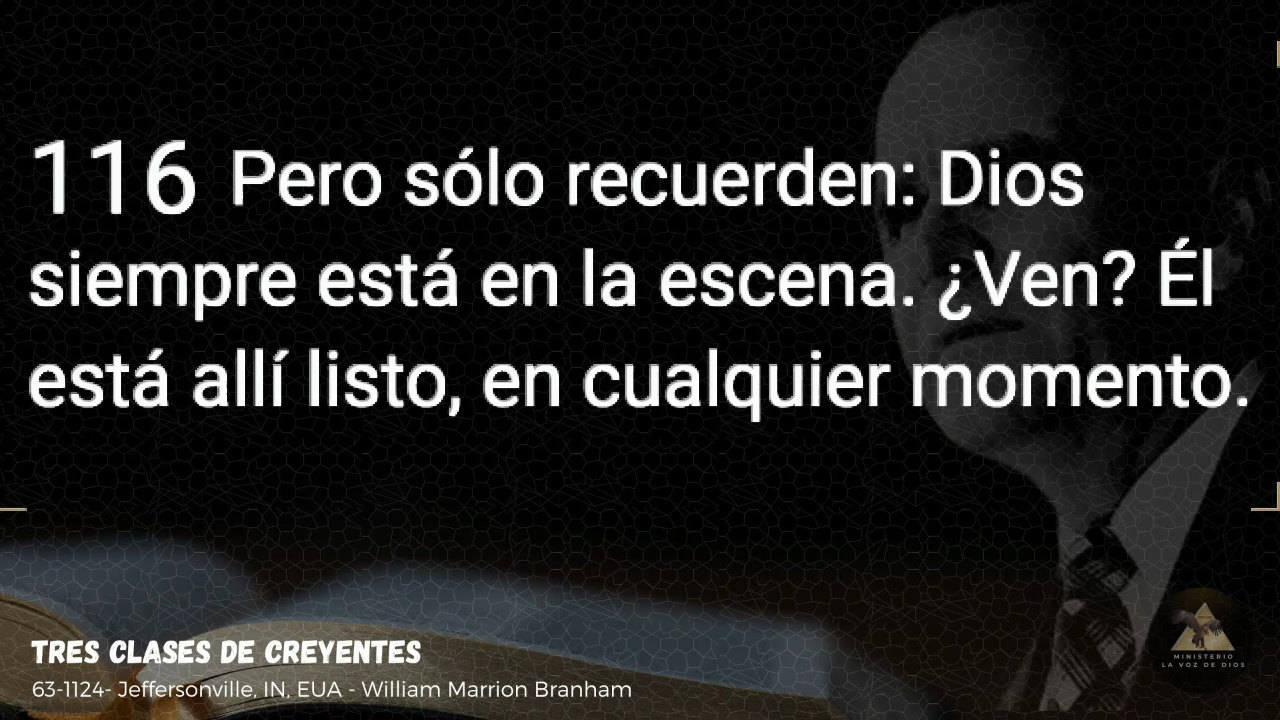 116 Pero sólo recuerden: Dios
siempre está en la escena. ¿Ven? Él
está allí listo, en cualquier momento.
TRES CLASES DE CREYENTES
63-1124- Jeffersonville, IN, EUA - William Marrion Branham
MINISTERIO
LA VOZ DE DIOS